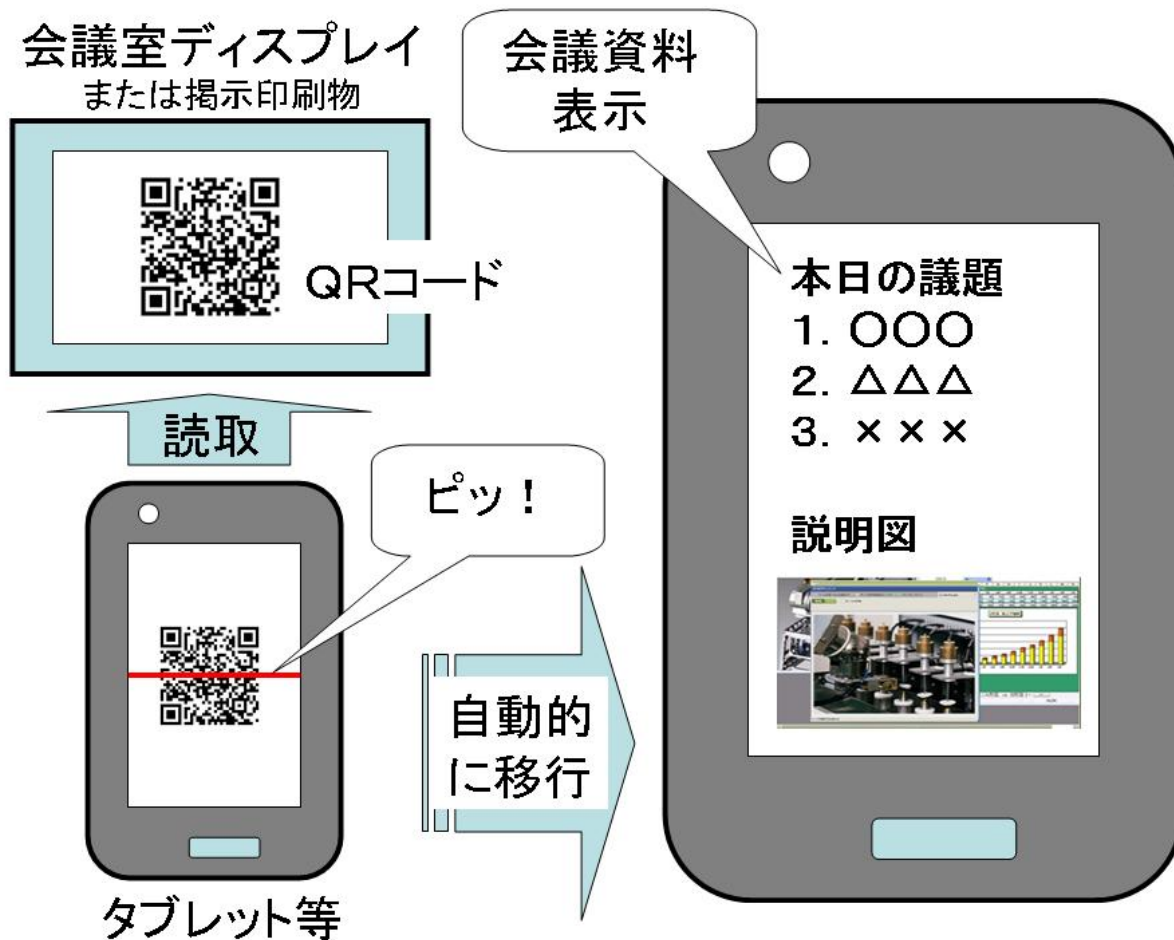 会議室ディスプレイ
または掲示印刷物
QRコード
読取
ピッ！
タブレット等
自動的
に移行
会議資料
表示
本日の議題
1. ○○○
2. △△△
3. ×××
説明図